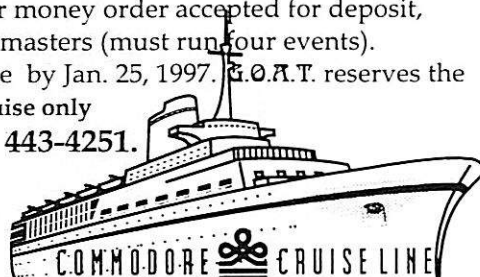 r money order accepted for deposit,
masters (must run four events).
e by Jan. 25, 1997. G.O.A.T. reserves the
uise only
443-4251.
COMMODORE CRUISE LINE